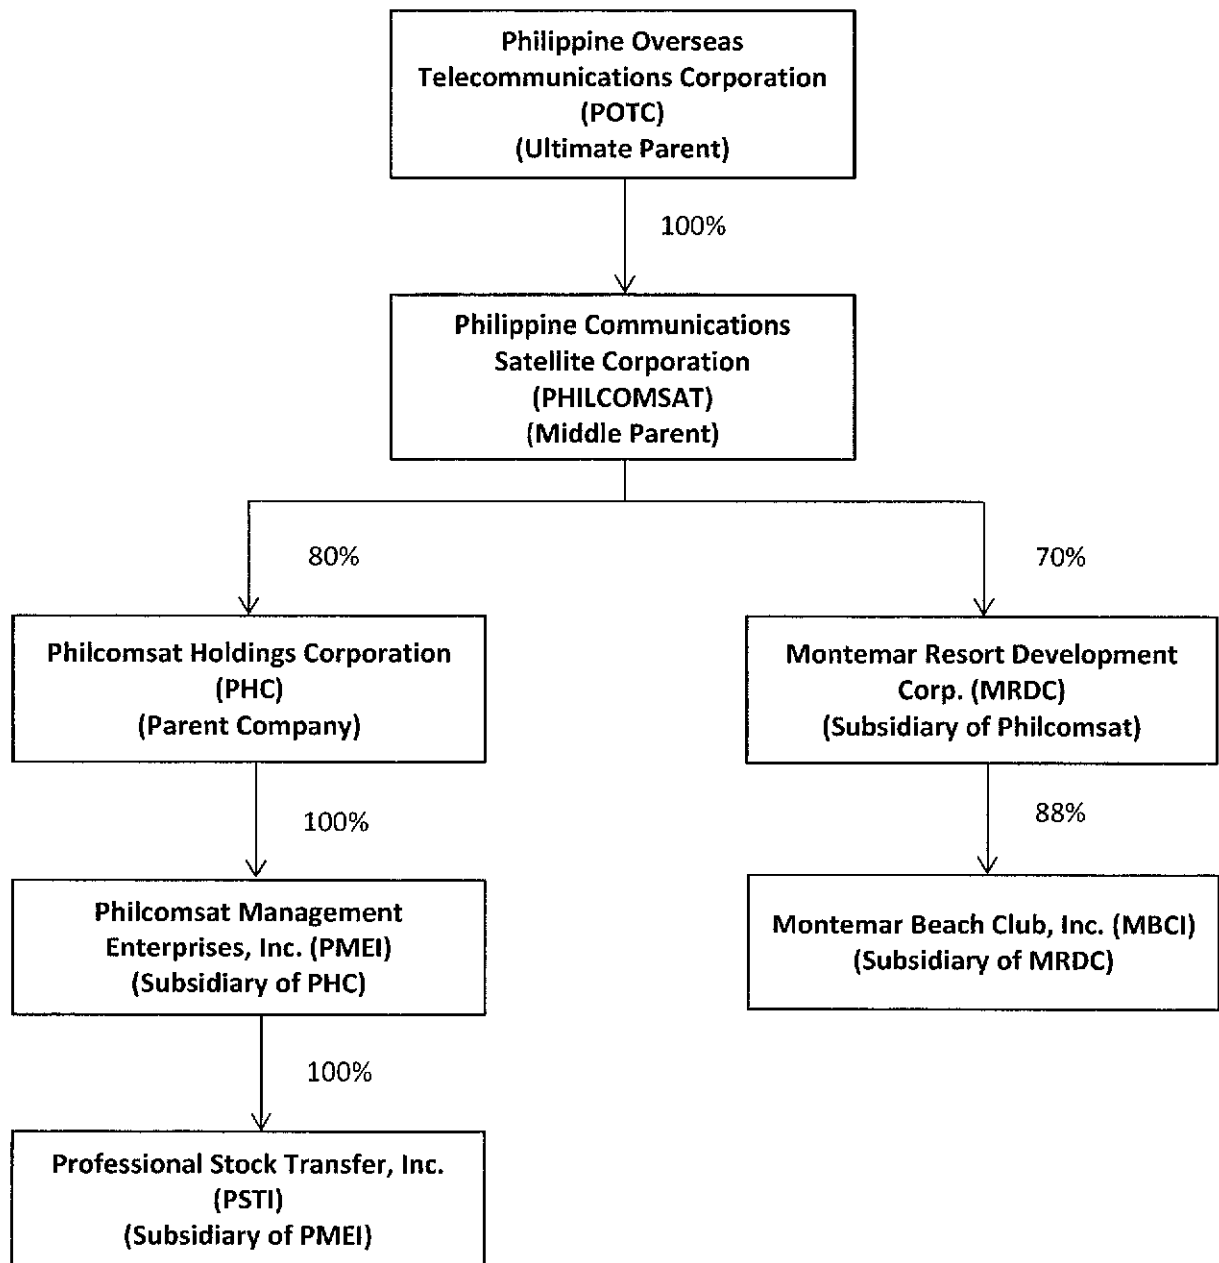 Philippine Overseas
Telecommunications Corporation
(POTC)
(Ultimate Parent)
100%
Philippine Communications
Satellite Corporation
(PHILCOMSAT)
(Middle Parent)
80%
70%
Philcomsat Holdings Corporation
(PHC)
(Parent Company)
Montemar Resort Development
Corp. (MRDC)
(Subsidiary of Philcomsat)
100%
88%
Philcomsat Management
Enterprises, Inc. (PMEI)
(Subsidiary of PHC)
Montemar Beach Club, Inc. (MBCI)
(Subsidiary of MRDC)
100%
Professional Stock Transfer, Inc.
(PSTI)
(Subsidiary of PMEI)